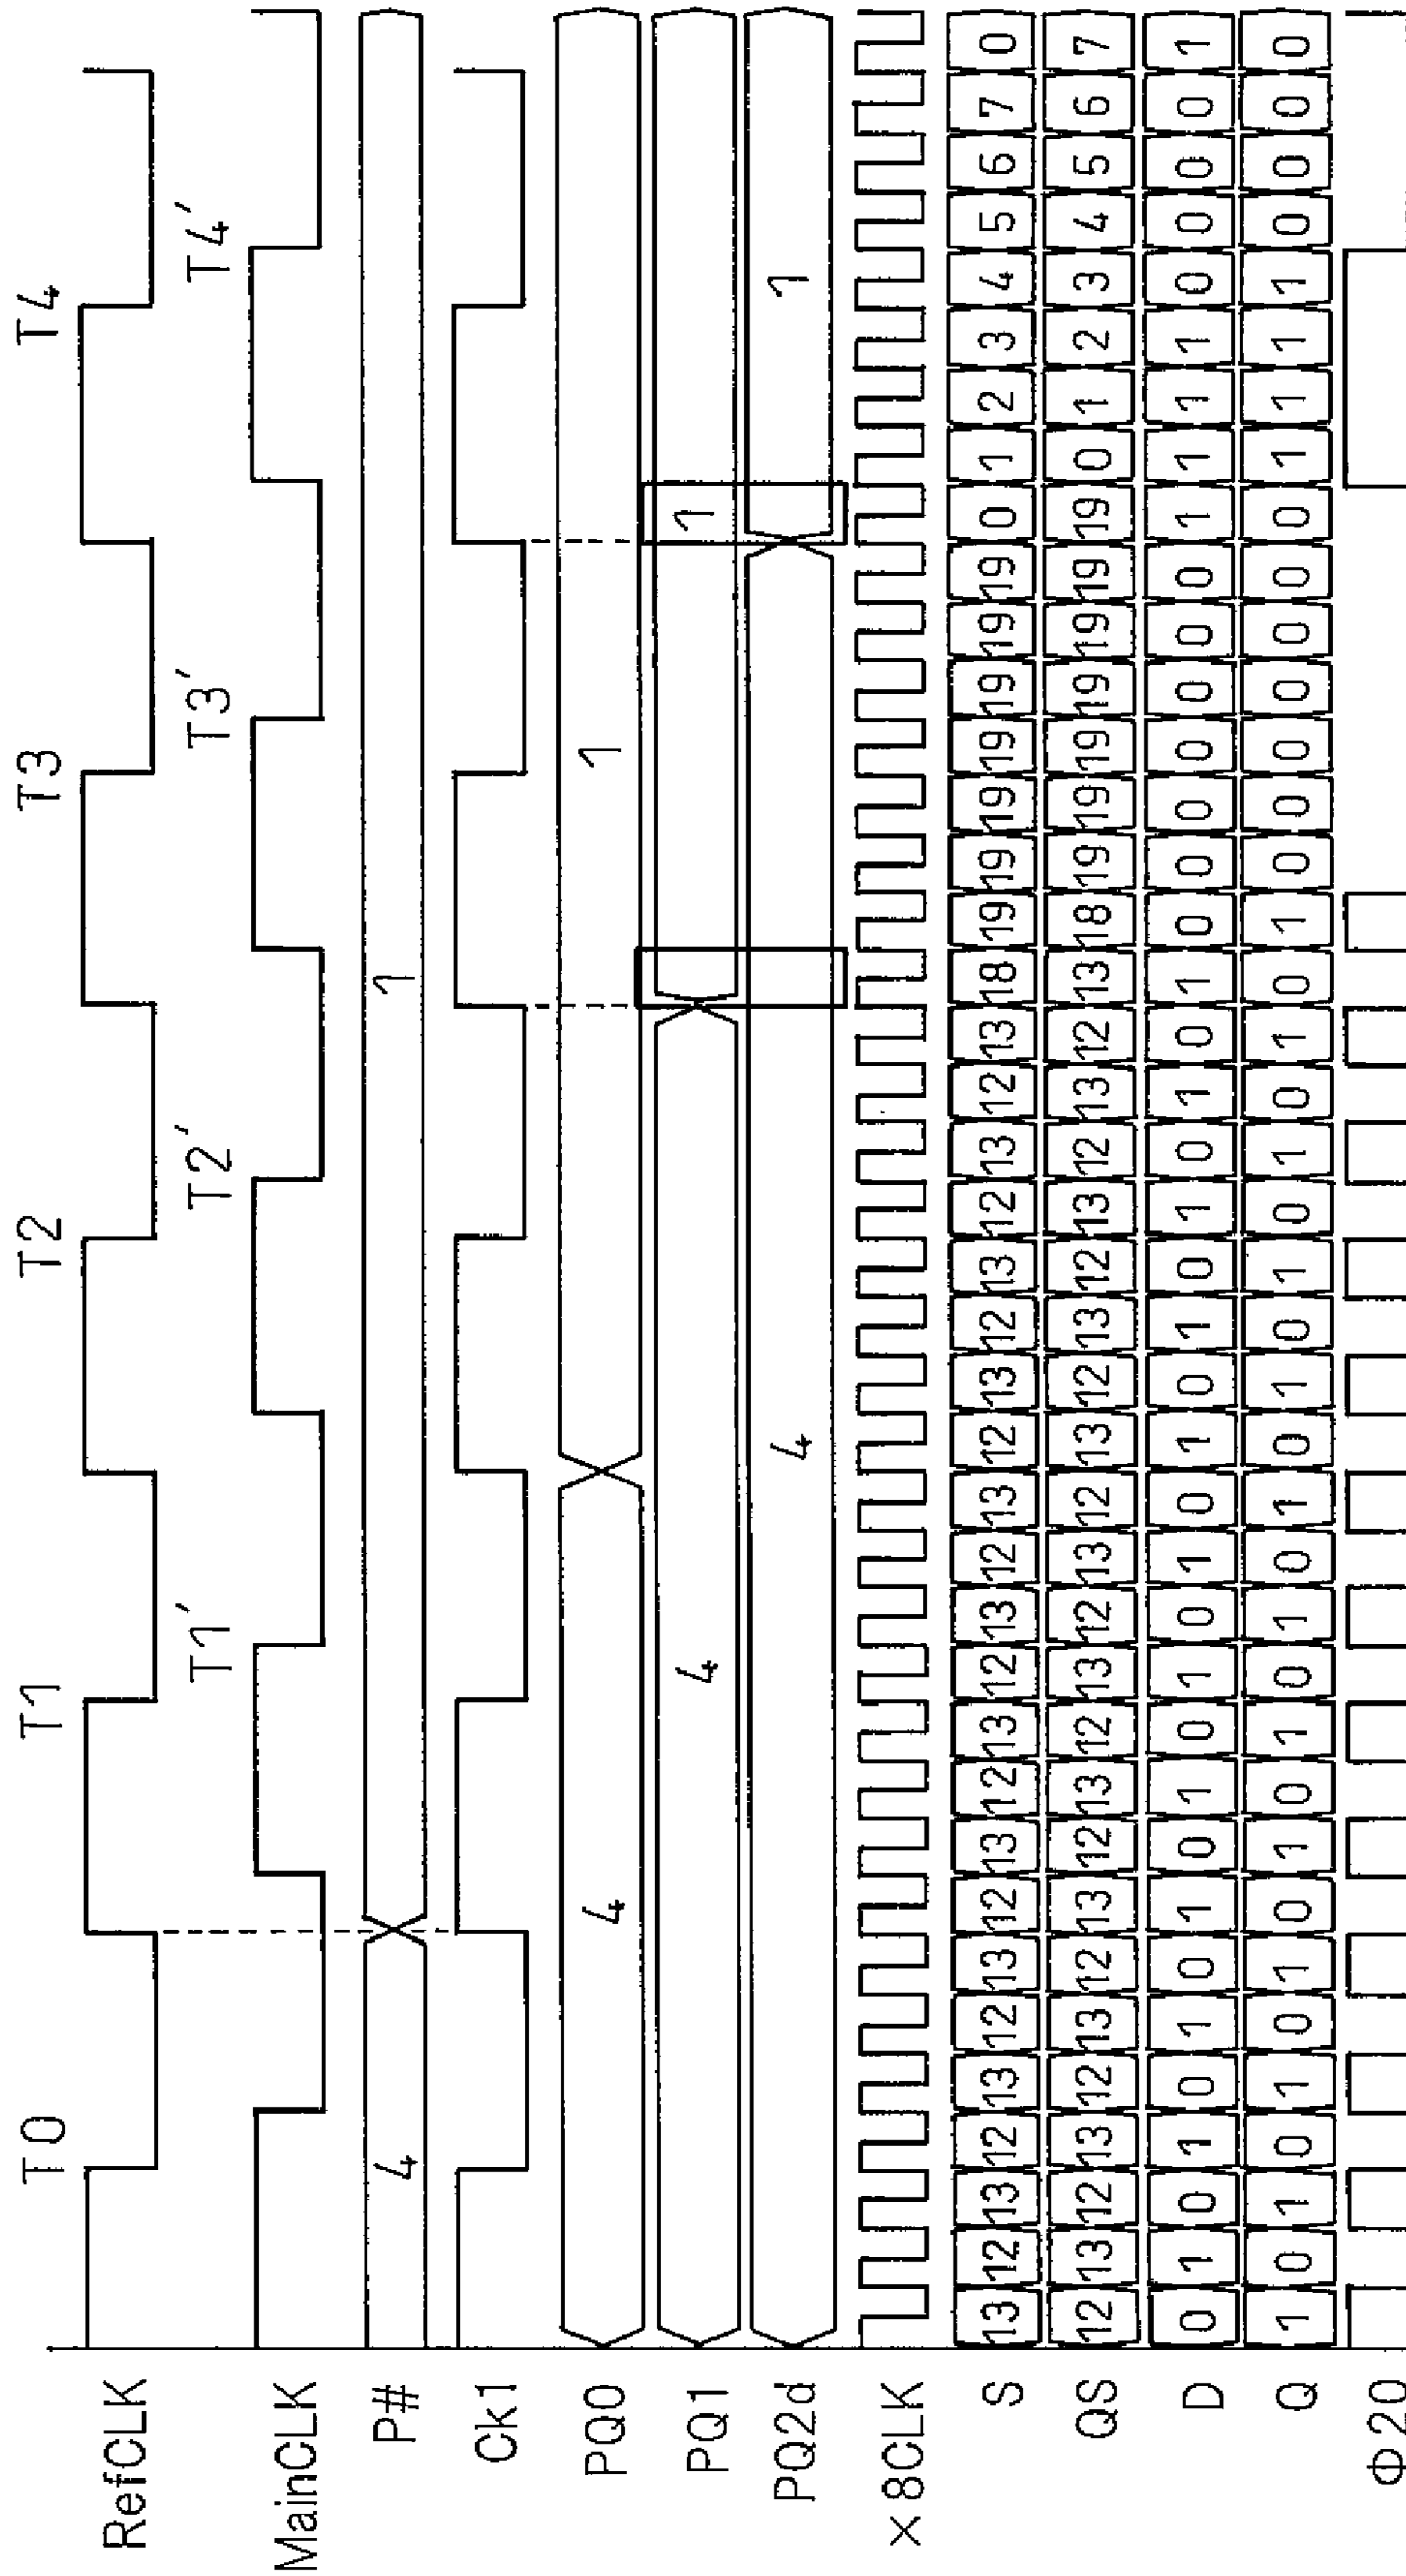 T0 T1 T2 T3 T4
RefCLK
T1′ T2′ T3′ T4′
MainCLK
P# 4 1
Ck1
PQ0 4 1
PQ1 4 1
PQ2d 4 1
×8CLK
S 13 12 13 12 13 12 13 12 13 12 13 12 13 12 13 12 13 12 13 12 13 12 13 18 19 19 19 19 19 19 19 0 1 2 3 4 5 6 7 0
QS 12 13 12 13 12 13 12 13 12 13 12 13 12 13 12 13 12 13 12 13 12 13 12 13 18 19 19 19 19 19 19 19 0 1 2 3 4 5 6 7
D 0 1 0 1 0 1 0 1 0 1 0 1 0 1 0 1 0 1 0 1 0 1 0 1 0 0 0 0 0 0 0 1 1 1 1 0 0 0 0 1
Q 1 0 1 0 1 0 1 0 1 0 1 0 1 0 1 0 1 0 1 0 1 0 1 0 1 0 0 0 0 0 0 0 1 1 1 1 0 0 0 0
Φ20